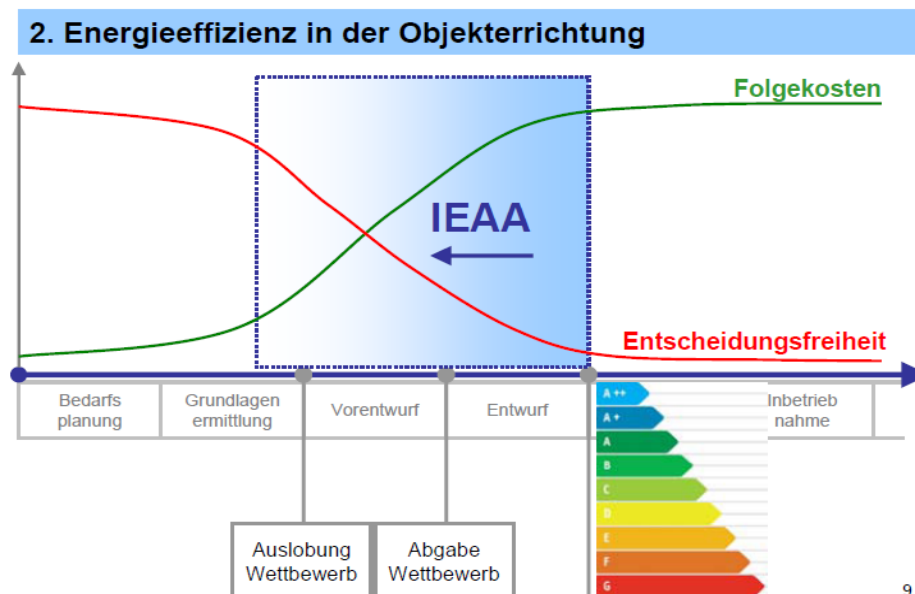 2. Energieeffizienz in der Objekterrichtung
Folgekosten
IEAA
Entscheidungsfreiheit
Bedarfs
planung
Grundlagen
ermittlung
Vorentwurf
Entwurf
Inbetrieb
nahme
A ++
A +
A
B
C
D
E
F
G
Auslobung
Wettbewerb
Abgabe
Wettbewerb
9